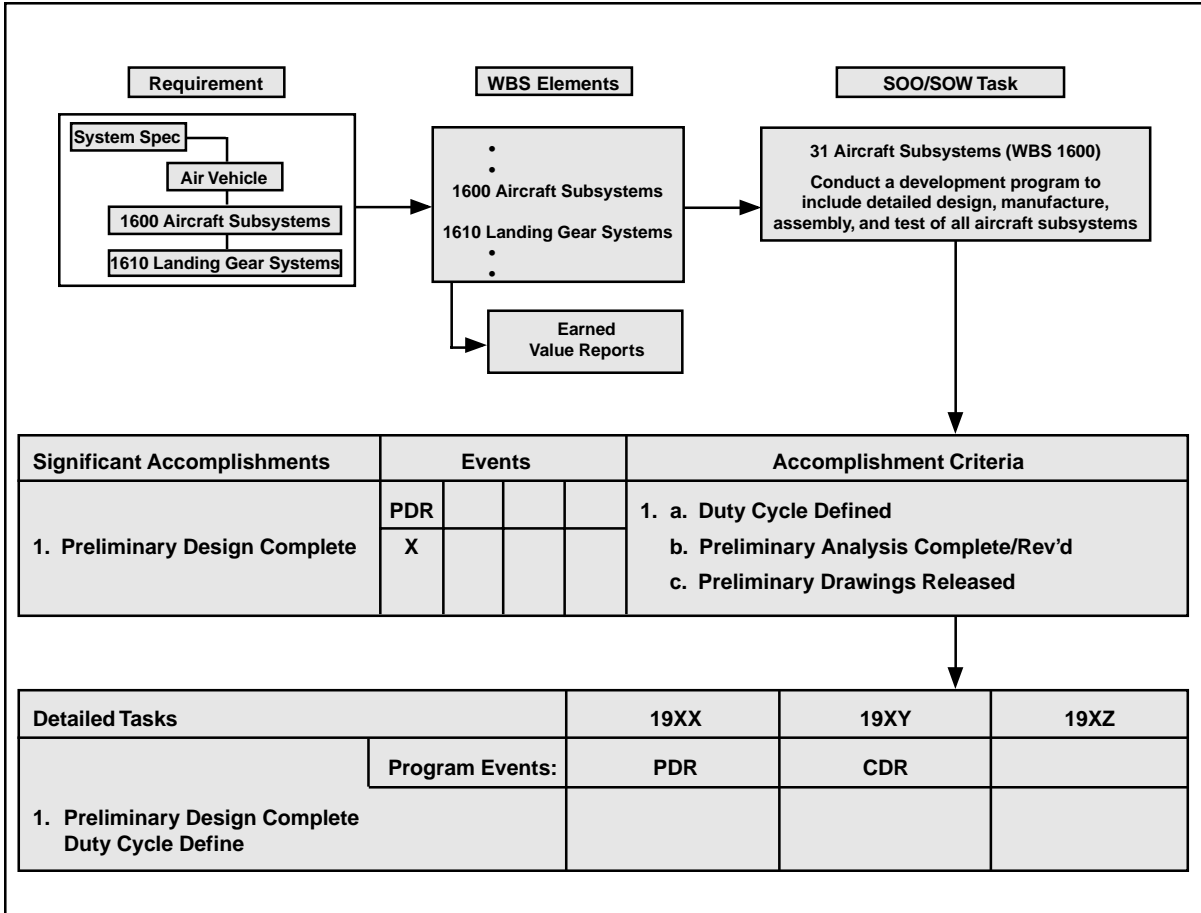 Requirement
WBS Elements
SOO/SOW Task
System Spec
Air Vehicle
1600 Aircraft Subsystems
1610 Landing Gear Systems
•
•
1600 Aircraft Subsystems
1610 Landing Gear Systems
•
•
Earned
Value Reports
31 Aircraft Subsystems (WBS 1600)
Conduct a development program to
include detailed design, manufacture,
assembly, and test of all aircraft subsystems
Significant Accomplishments
Events
Accomplishment Criteria
PDR
1. Preliminary Design Complete
X
1. a. Duty Cycle Defined
b. Preliminary Analysis Complete/Rev’d
c. Preliminary Drawings Released
Detailed Tasks
19XX
19XY
19XZ
Program Events:
PDR
CDR
1. Preliminary Design Complete
Duty Cycle Define